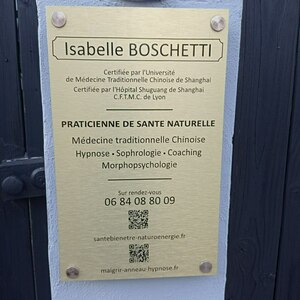 Isabelle BOSCHETTI
Certifiée par l'Université
de Médecine Traditionnelle Chinoise de Shanghai
Certifiée par l'Hôpital Shuguang de Shanghai
C.F.T.M.C. de Lyon
PRATICIENNE DE SANTE NATURELLE
Médecine traditionnelle Chinoise
Hypnose • Sophrologie • Coaching
Morphopsychologie
Sur rendez-vous
06 84 08 80 09
santebienetre-naturoenergie.fr
maigrir-anneau-hypnose.fr